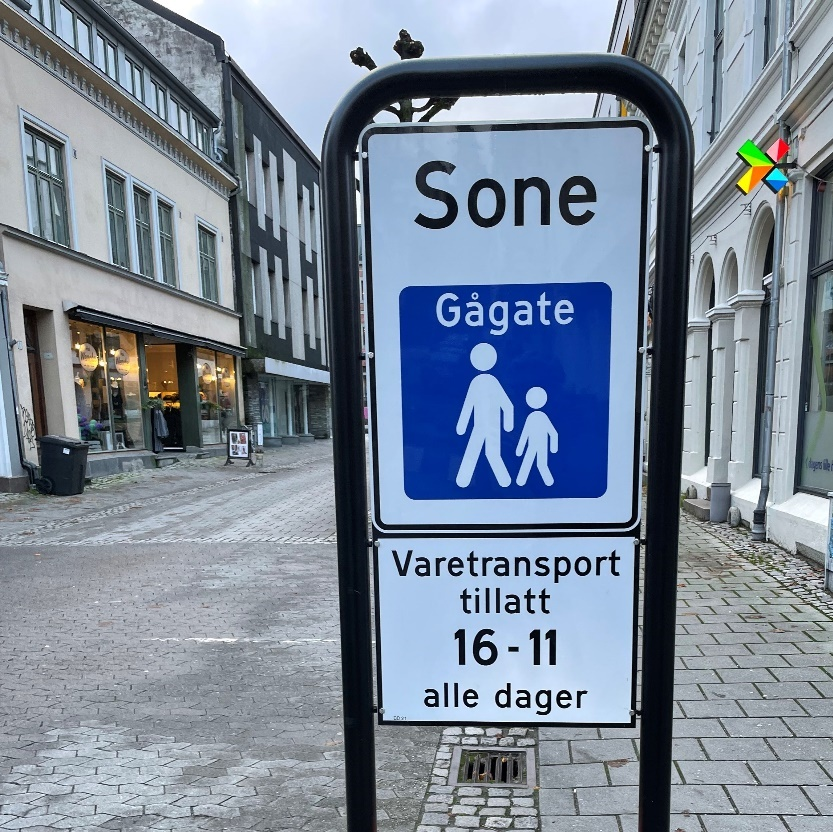 Sone
Gågate
Varetransport
tillatt
16 - 11
alle dager